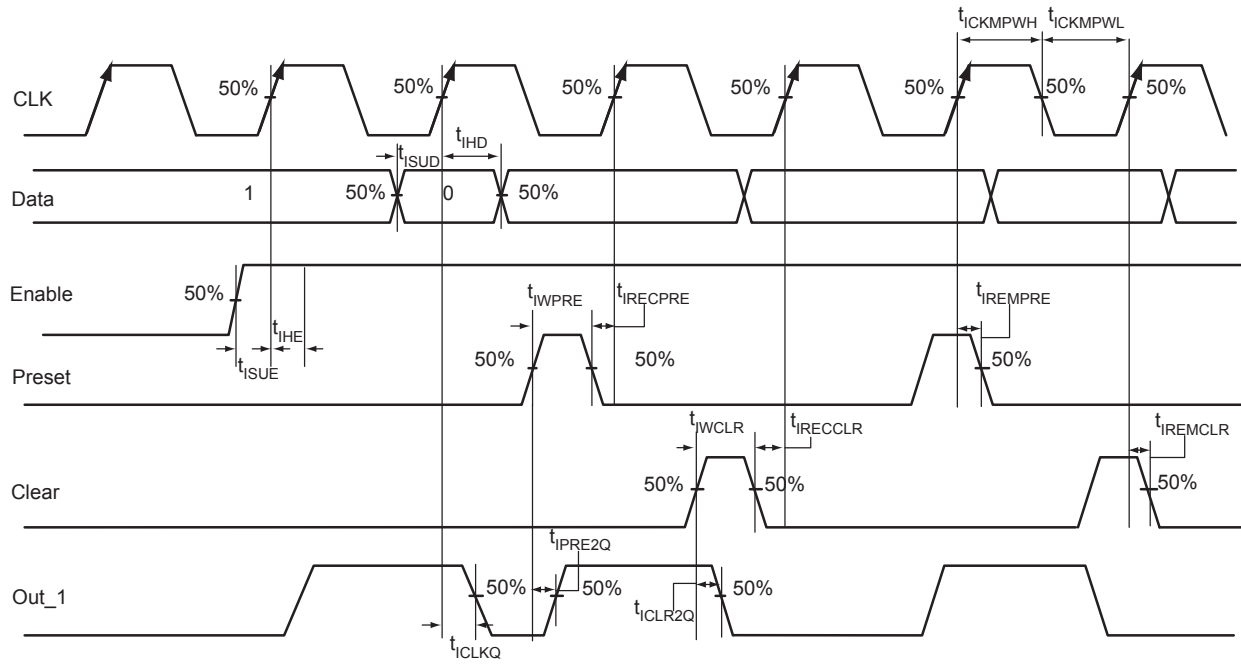 tICKMPWH tICKMPWL
CLK 50% 50% 50% 50% 50% 50% 50%
tISUD tIHD
Data 1 50% 0 50%
Enable 50%
tIHE
tISUE
tIWPRE tIRECPRE tIREMPRE
Preset 50% 50% 50%
tIWCLR tIRECCLR tIREMCLR
Clear 50% 50% 50%
tIPRE2Q
Out_1 50% 50% 50%
tICLR2Q
tICLKQ